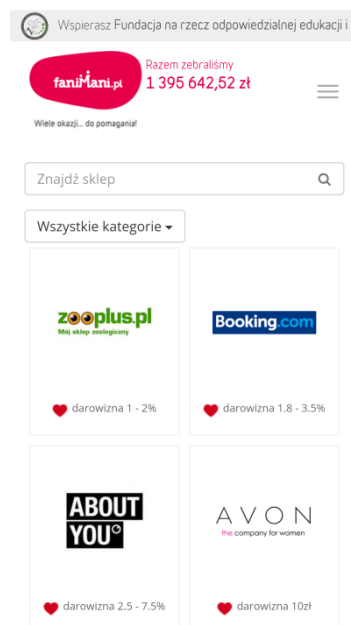 Wspierasz Fundacja na rzecz odpowiedzialnej edukacji i
Razem zebraliśmy
1 395 642,52 zł
faniMani.pl
Wiele okazji... do pomagania!
Znajdź sklep
Wszystkie kategorie
zooplus.pl
Mój sklep zoologiczny
Booking.com
darowizna 1 - 2%
darowizna 1.8 - 3.5%
ABOUT
YOU°
AVON
the company for women
darowizna 2.5 - 7.5%
darowizna 10zł